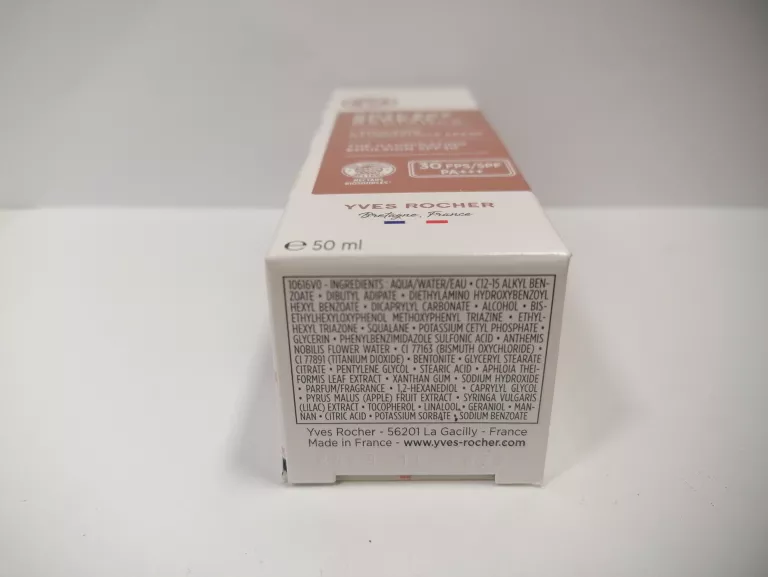 30 FPS/SPF
PA+++
YVES ROCHER
Bretagne, France
e 50 ml
10616V0 - INGREDIENTS : AQUA/WATER/EAU • C12-15 ALKYL BEN-
ZOATE • DIBUTYL ADIPATE • DIETHYLAMINO HYDROXYBENZOYL
HEXYL BENZOATE • DICAPRYLYL CARBONATE • ALCOHOL • BIS-
ETHYLHEXYLOXYPHENOL METHOXYPHENYL TRIAZINE • ETHYL-
HEXYL TRIAZONE • SQUALANE • POTASSIUM CETYL PHOSPHATE •
GLYCERIN • PHENYLBENZIMIDAZOLE SULFONIC ACID • ANTHEMIS
NOBILIS FLOWER WATER • CI 77163 (BISMUTH OXYCHLORIDE) •
CI 77891 (TITANIUM DIOXIDE) • BENTONITE • GLYCERYL STEARATE
CITRATE • PENTYLENE GLYCOL • STEARIC ACID • APHLOIA THEI-
FORMIS LEAF EXTRACT • XANTHAN GUM • SODIUM HYDROXIDE
• PARFUM/FRAGRANCE • 1,2-HEXANEDIOL • CAPRYLYL GLYCOL
• PYRUS MALUS (APPLE) FRUIT EXTRACT • SYRINGA VULGARIS
(LILAC) EXTRACT • TOCOPHEROL • LINALOOL • GERANIOL • MAN-
NAN • CITRIC ACID • POTASSIUM SORBATE • SODIUM BENZOATE
Yves Rocher - 56201 La Gacilly - France
Made in France - www.yves-rocher.com